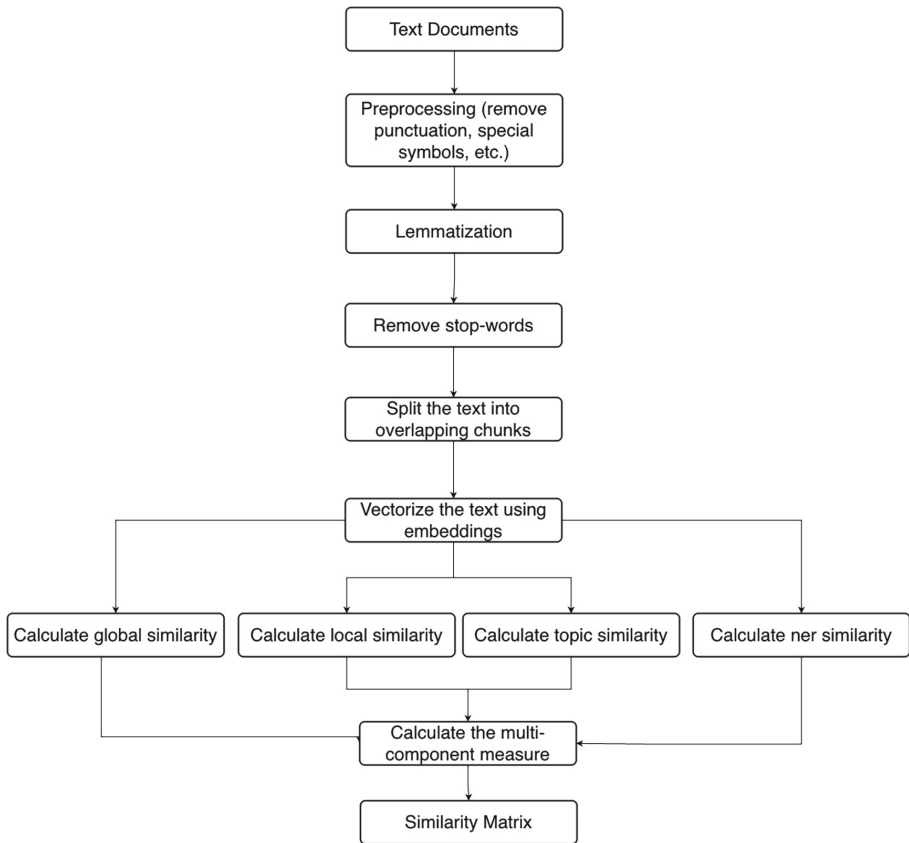 Text Documents
Preprocessing (remove
punctuation, special
symbols, etc.)
Lemmatization
Remove stop-words
Split the text into
overlapping chunks
Vectorize the text using
embeddings
Calculate global similarity
Calculate local similarity
Calculate topic similarity
Calculate ner similarity
Calculate the multi-
component measure
Similarity Matrix